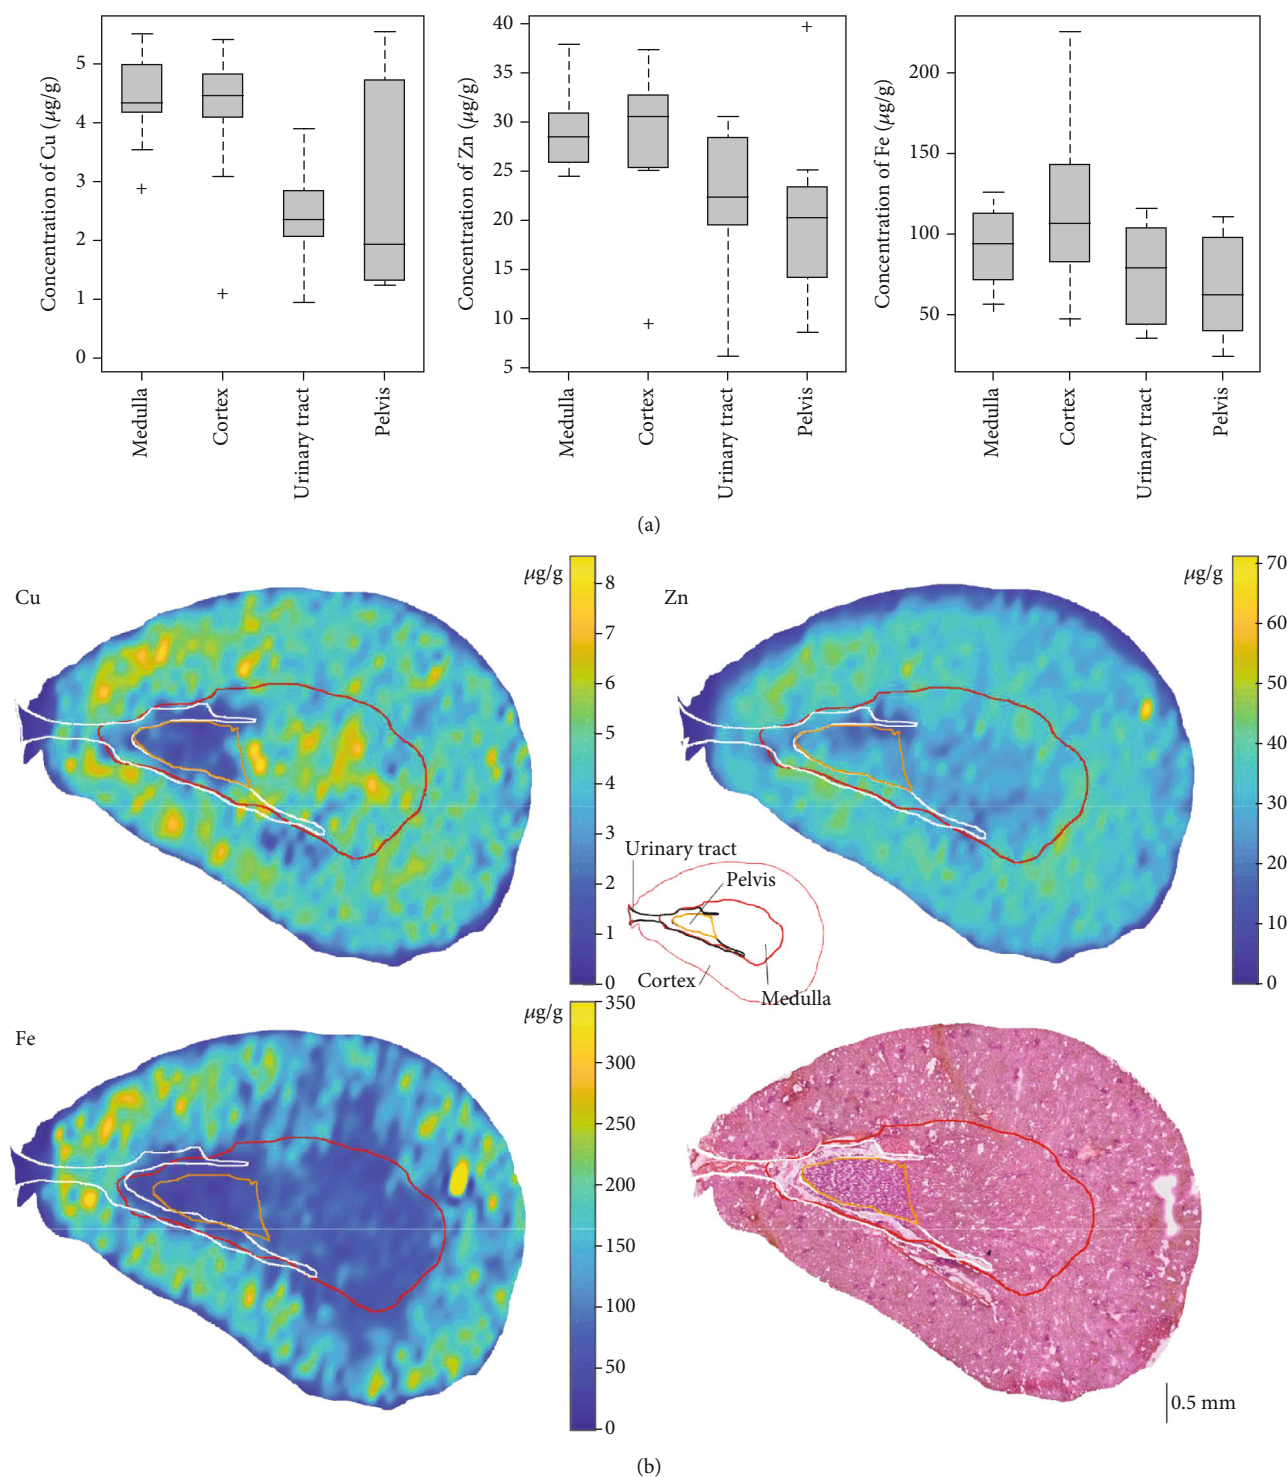 Concentration of Cu (μg/g)
5
4
3
2
1
0
Medulla
Cortex
Urinary tract
Pelvis
Concentration of Zn (μg/g)
40
35
30
25
20
15
10
5
Medulla
Cortex
Urinary tract
Pelvis
Concentration of Fe (μg/g)
200
150
100
50
Medulla
Cortex
Urinary tract
Pelvis
(a)
Cu
μg/g
8
7
6
5
4
3
2
1
0
Zn
μg/g
70
60
50
40
30
20
10
0
Urinary tract
Pelvis
Cortex
Medulla
Fe
μg/g
350
300
250
200
150
100
50
0
0.5 mm
(b)